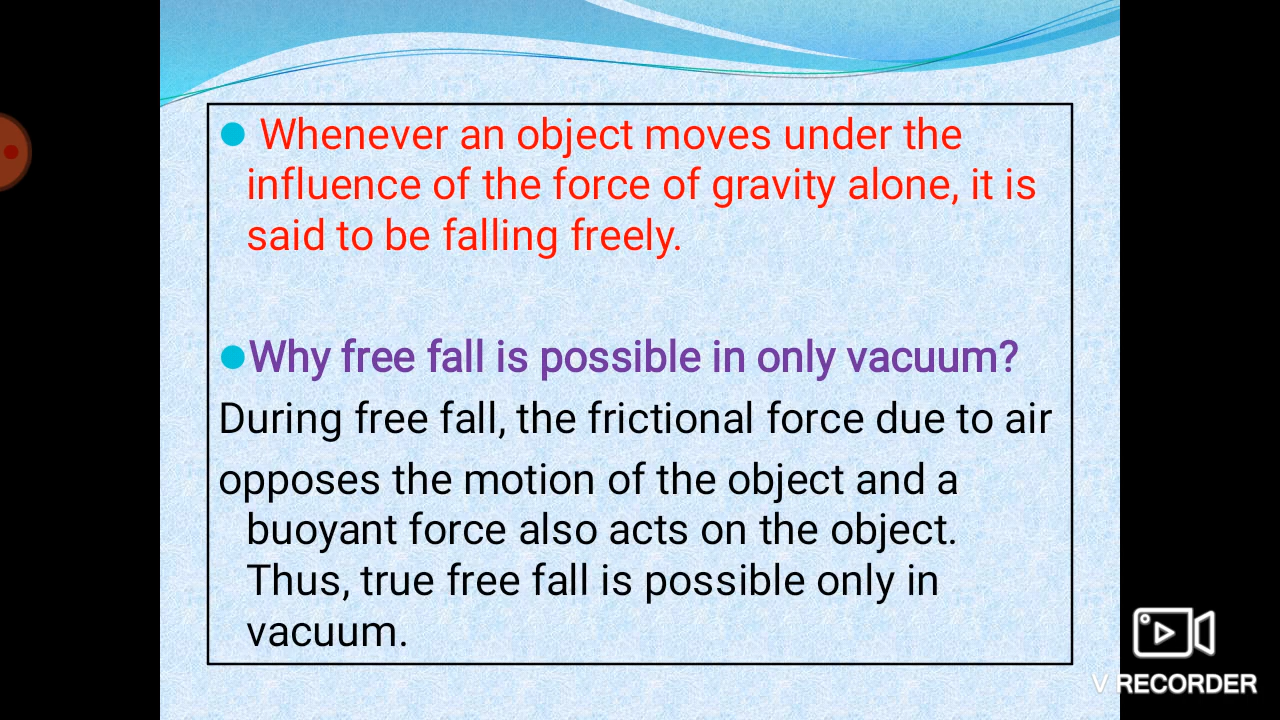 Whenever an object moves under the
influence of the force of gravity alone, it is
said to be falling freely.
Why free fall is possible in only vacuum?
During free fall, the frictional force due to air
opposes the motion of the object and a
buoyant force also acts on the object.
Thus, true free fall is possible only in
vacuum.
V RECORDER